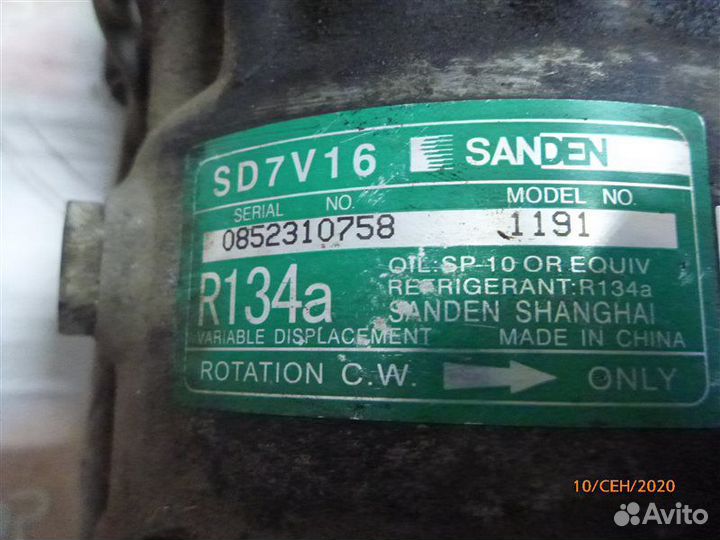 SD7V16 SANDEN
SERIAL NO. MODEL NO.
0852310758 1191
R134a
OIL:SP-10 OR EQUIV
REFRIGERANT:R134a
SANDEN SHANGHAI
VARIABLE DISPLACEMENT MADE IN CHINA
ROTATION C.W. ONLY
10/СЕН/2020
Avito